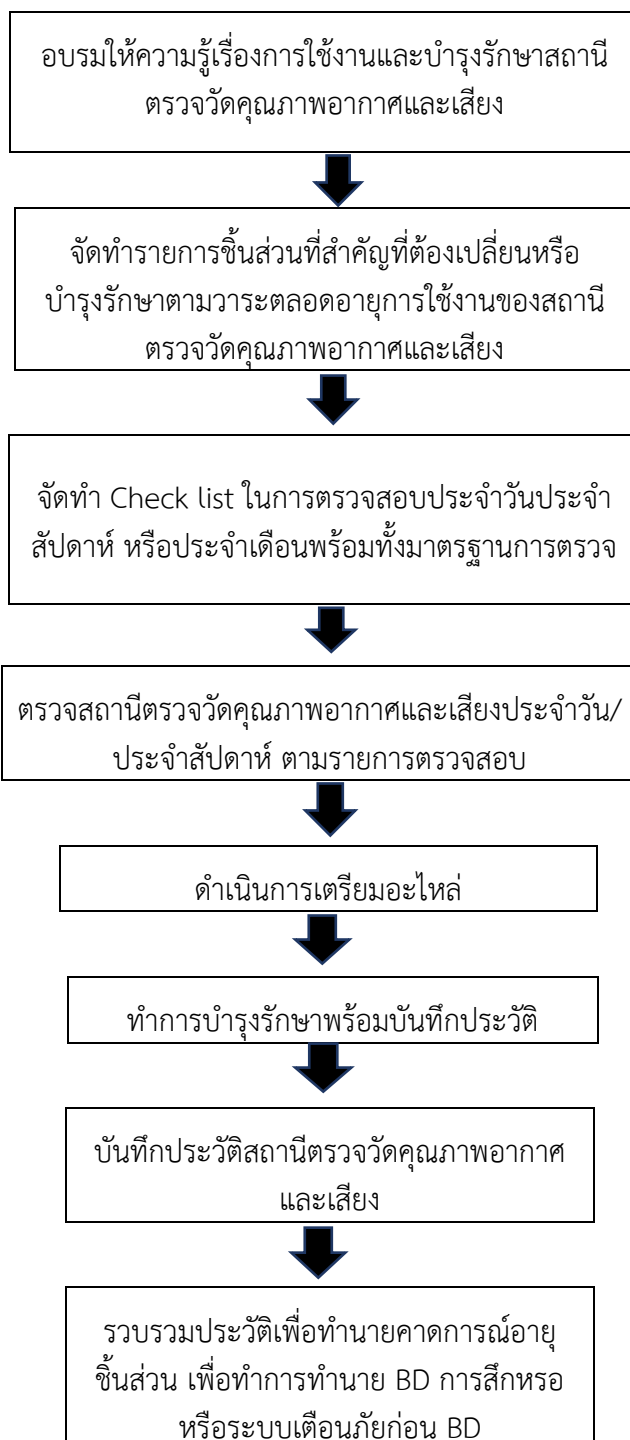 อบรมให้ความรู้เรื่องการใช้งานและบำรุงรักษาสถานี
ตรวจวัดคุณภาพอากาศและเสียง
จัดทำรายการชิ้นส่วนที่สำคัญที่ต้องเปลี่ยนหรือ
บำรุงรักษาตามวาระตลอดอายุการใช้งานของสถานี
ตรวจวัดคุณภาพอากาศและเสียง
จัดทำ Check list ในการตรวจสอบประจำวันประจำ
สัปดาห์ หรือประจำเดือนพร้อมทั้งมาตรฐานการตรวจ
ตรวจสถานีตรวจวัดคุณภาพอากาศและเสียงประจำวัน/
ประจำสัปดาห์ ตามรายการตรวจสอบ
ดำเนินการเตรียมอะไหล่
ทำการบำรุงรักษาพร้อมบันทึกประวัติ
บันทึกประวัติสถานีตรวจวัดคุณภาพอากาศ
และเสียง
รวบรวมประวัติเพื่อทำนายคาดการณ์อายุ
ชิ้นส่วน เพื่อทำการทำนาย BD การสึกหรอ
หรือระบบเตือนภัยก่อน BD